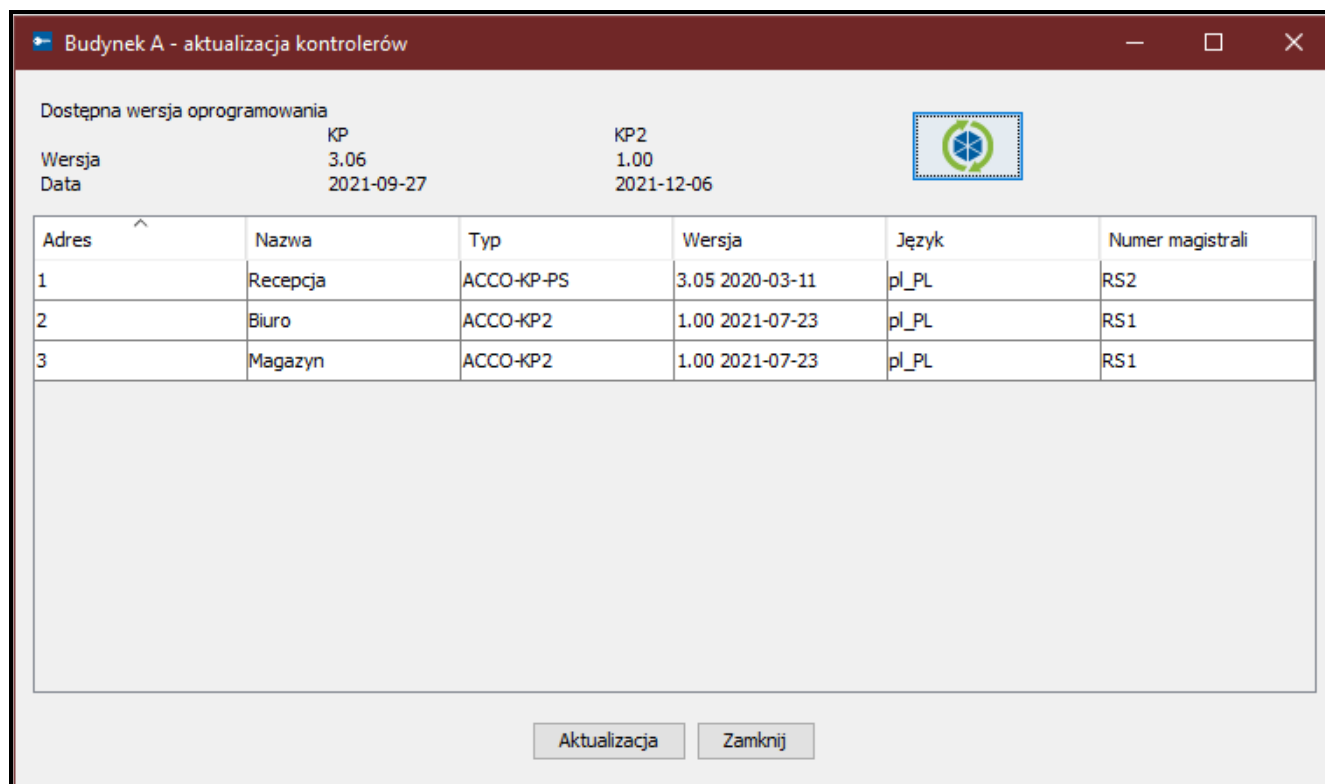 Budynek A - aktualizacja kontrolerów
Dostępna wersja oprogramowania
KP KP2
Wersja 3.06 1.00
Data 2021-09-27 2021-12-06
Adres Nazwa Typ Wersja Język Numer magistrali
1 Recepcja ACCO-KP-PS 3.05 2020-03-11 pl_PL RS2
2 Biuro ACCO-KP2 1.00 2021-07-23 pl_PL RS1
3 Magazyn ACCO-KP2 1.00 2021-07-23 pl_PL RS1
Aktualizacja Zamknij